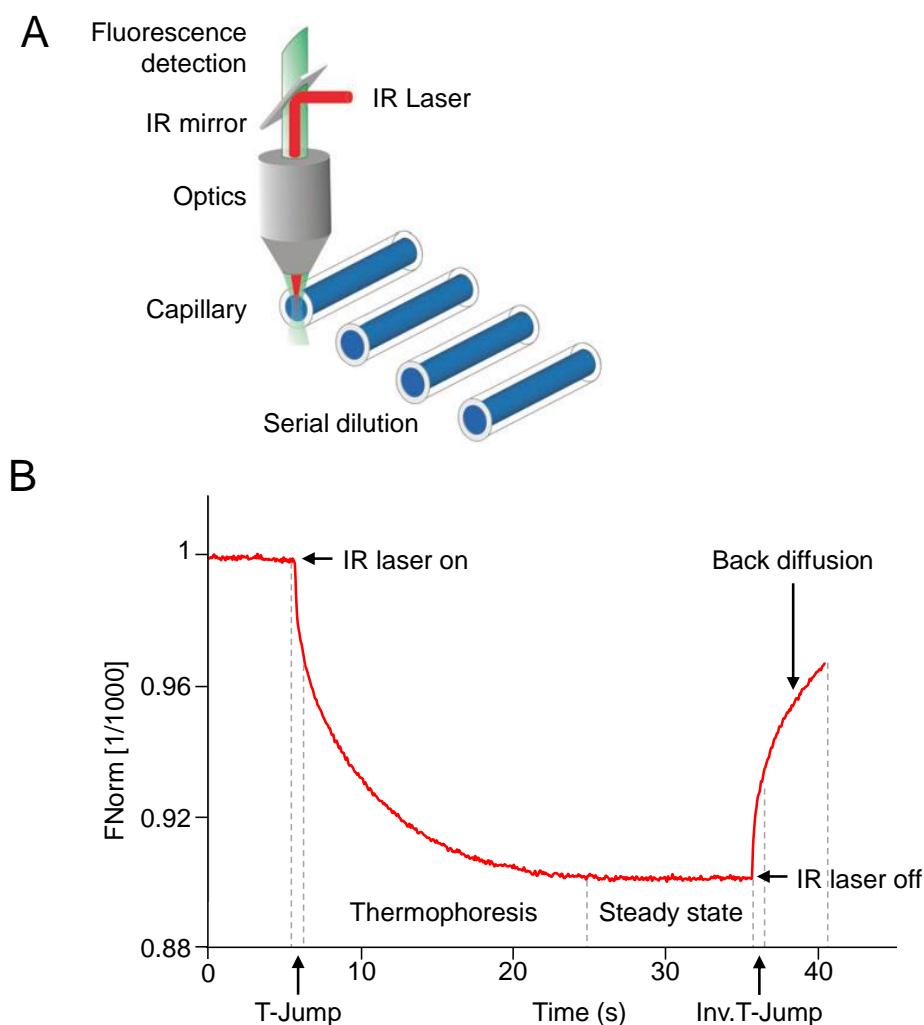 A
Fluorescence
detection
IR Laser
IR mirror
Optics
Capillary
Serial dilution
B
FNorm [1/1000]
1
0.96
0.92
0.88
IR laser on
Back diffusion
IR laser off
Thermophoresis
Steady state
0
10
20
30
40
T-Jump
Time (s)
Inv.T-Jump